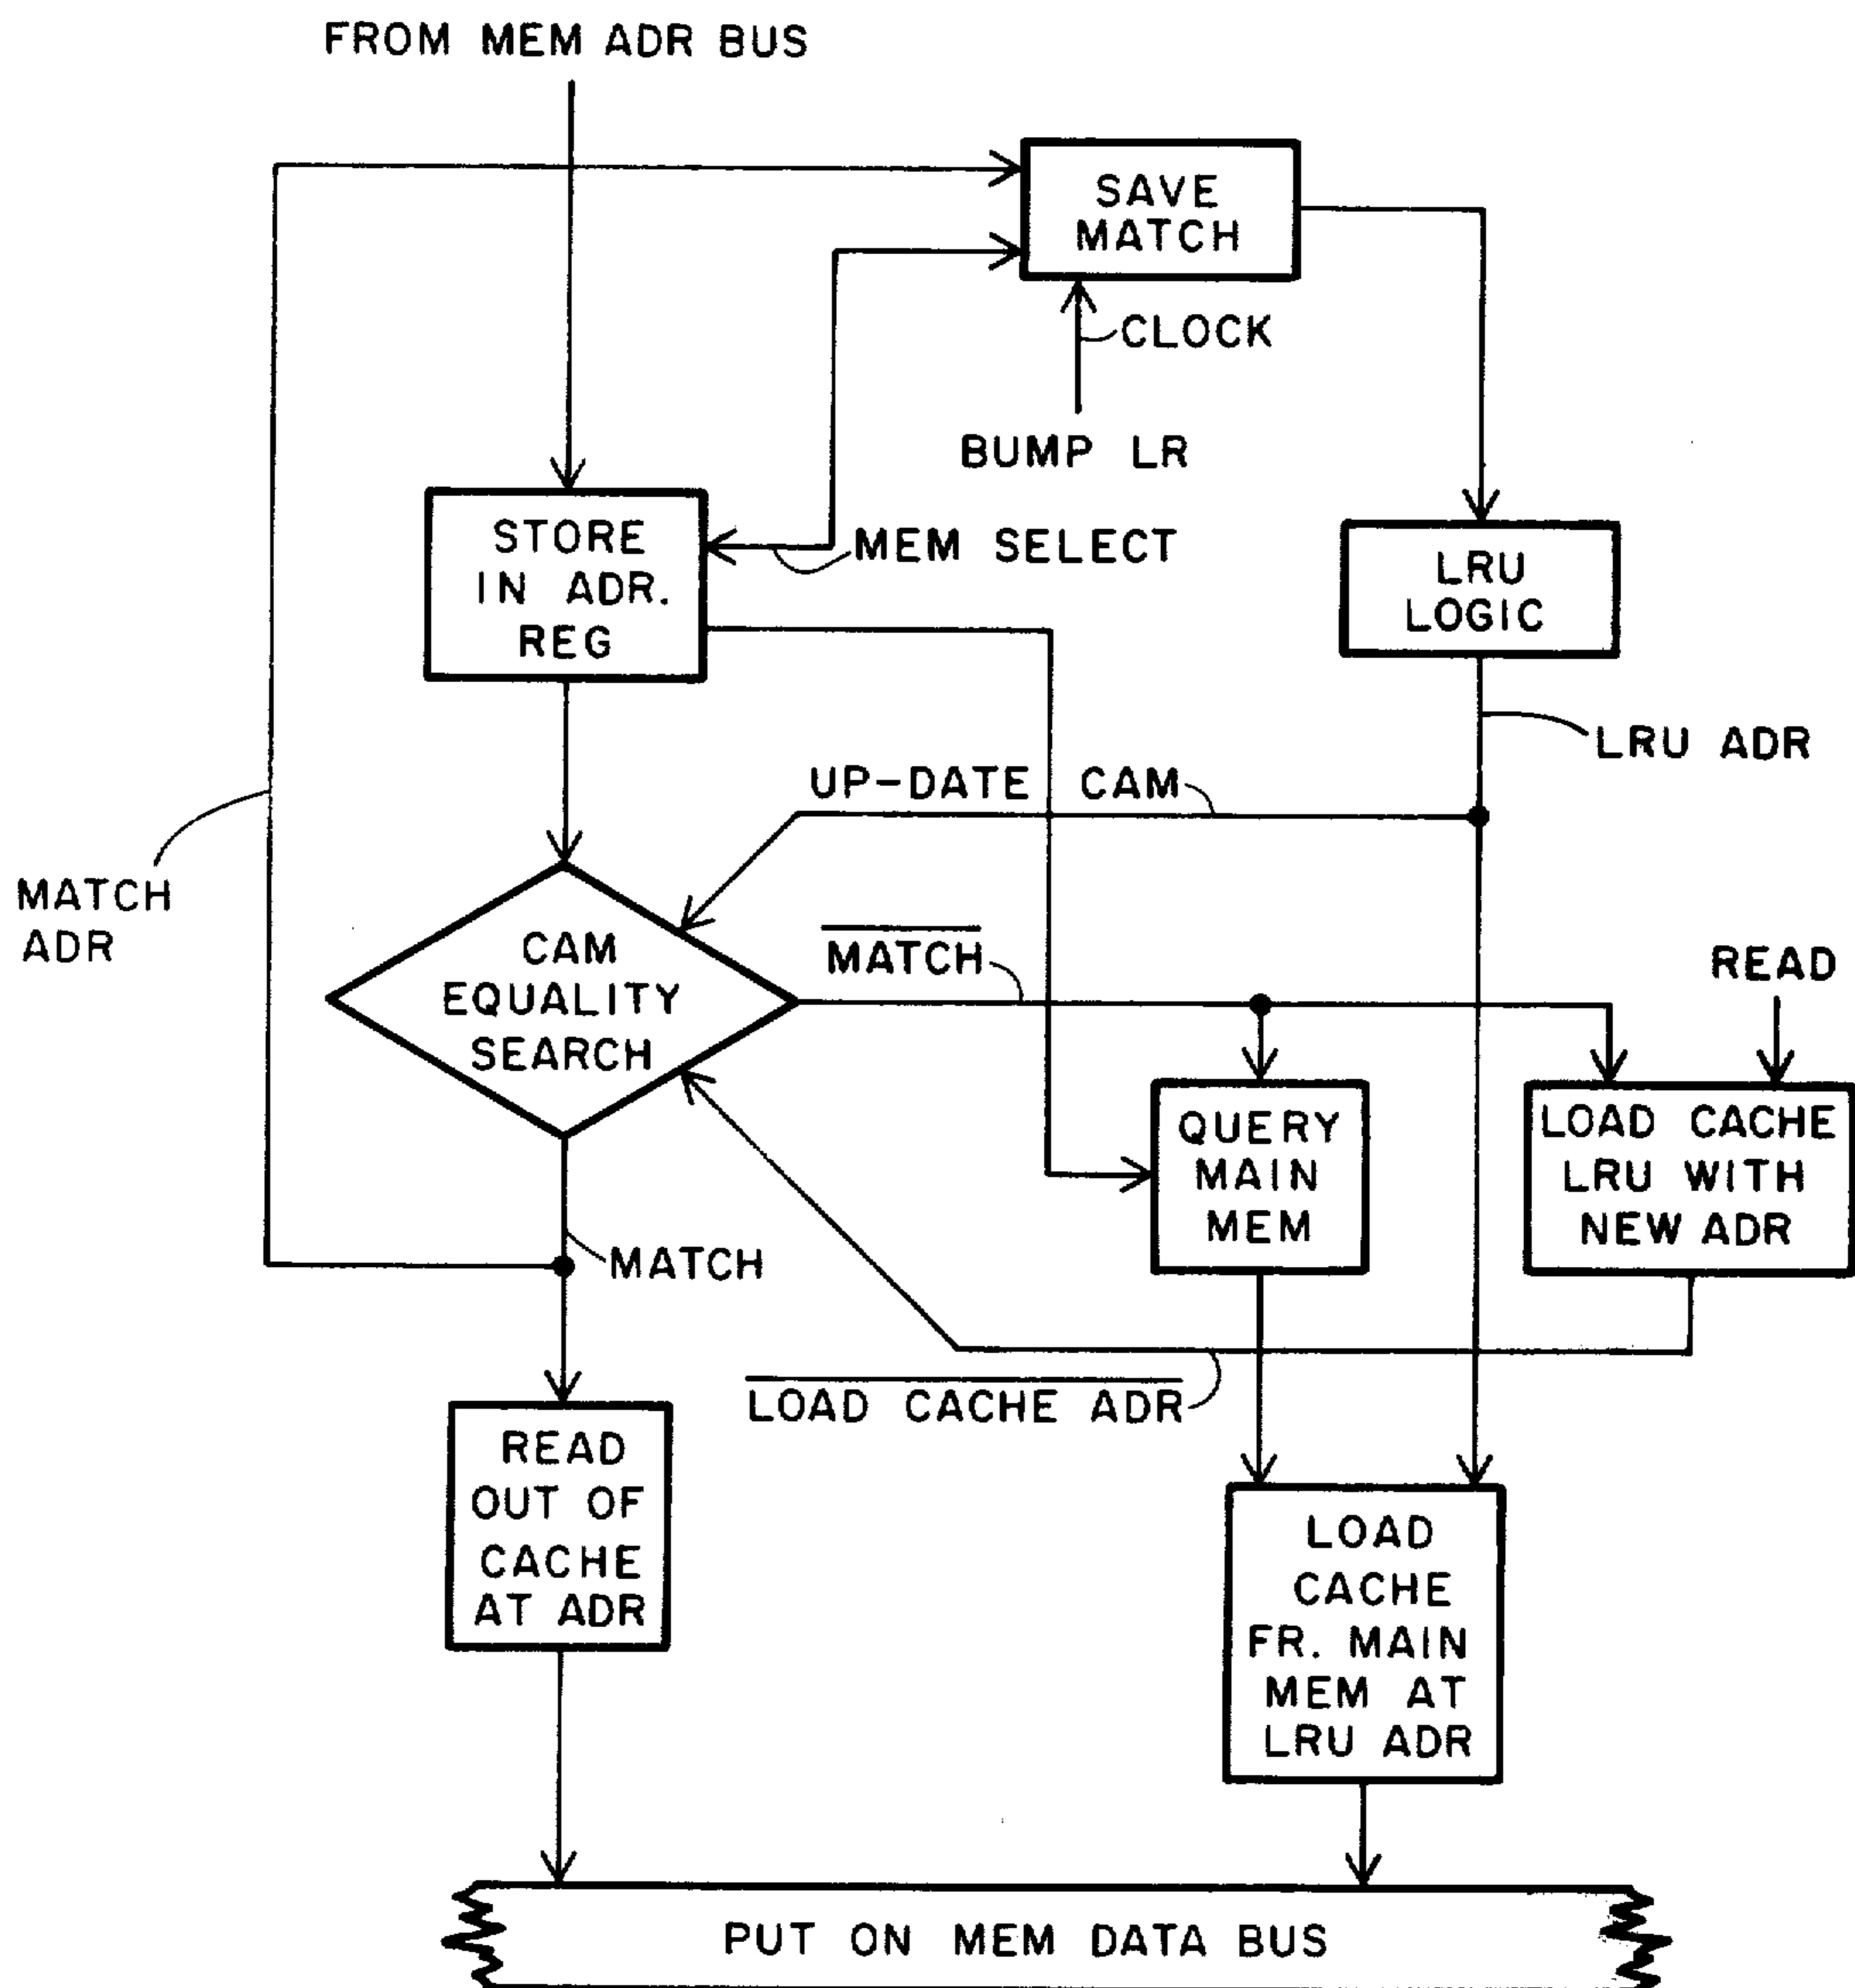 FROM MEM ADR BUS
SAVE
MATCH
CLOCK
BUMP LR
STORE
IN ADR.
REG
MEM SELECT
LRU
LOGIC
LRU ADR
UP-DATE CAM
MATCH
ADR
CAM
EQUALITY
SEARCH
MATCH
READ
QUERY
MAIN
MEM
LOAD CACHE
LRU WITH
NEW ADR
MATCH
LOAD CACHE ADR
READ
OUT OF
CACHE
AT ADR
LOAD
CACHE
FR. MAIN
MEM AT
LRU ADR
PUT ON MEM DATA BUS